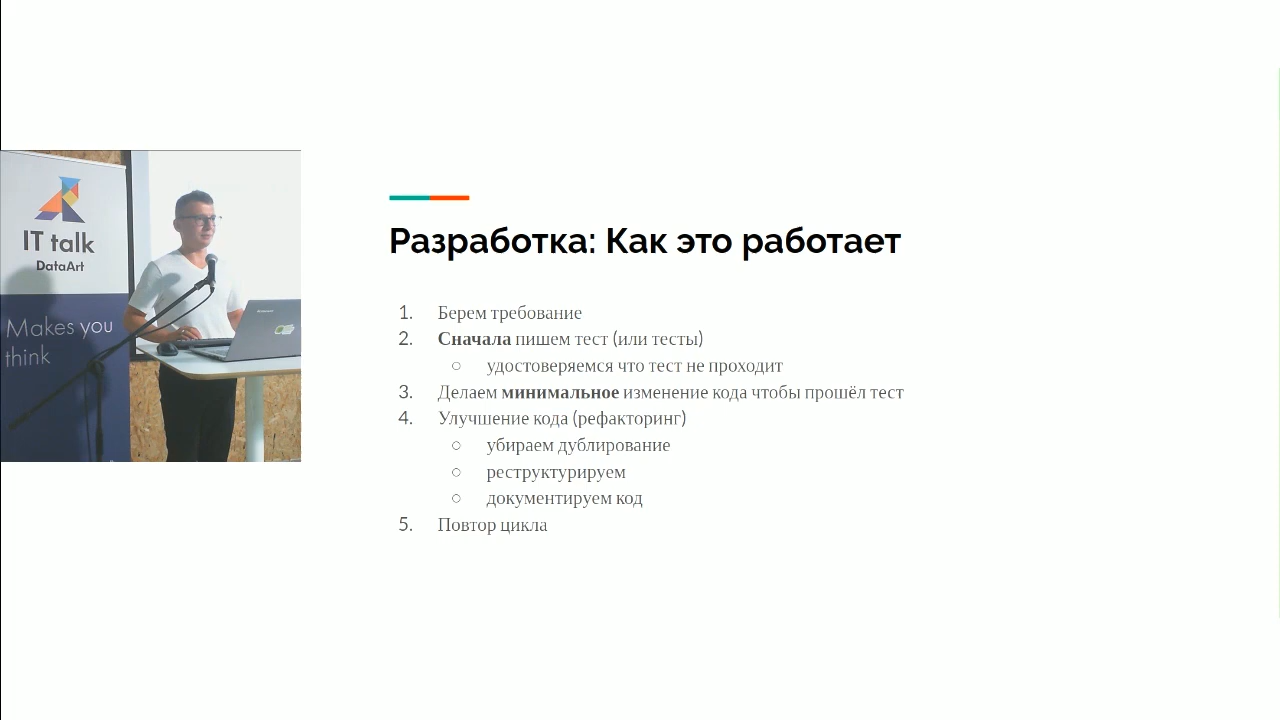 IT talk
DataArt
Makes you
think
Разработка: Как это работает
1. Берем требование
2. Сначала пишем тест (или тесты)
○ удостоверяемся что тест не проходит
3. Делаем минимальное изменение кода чтобы прошёл тест
4. Улучшение кода (рефакторинг)
○ убираем дублирование
○ реструктурируем
○ документируем код
5. Повтор цикла